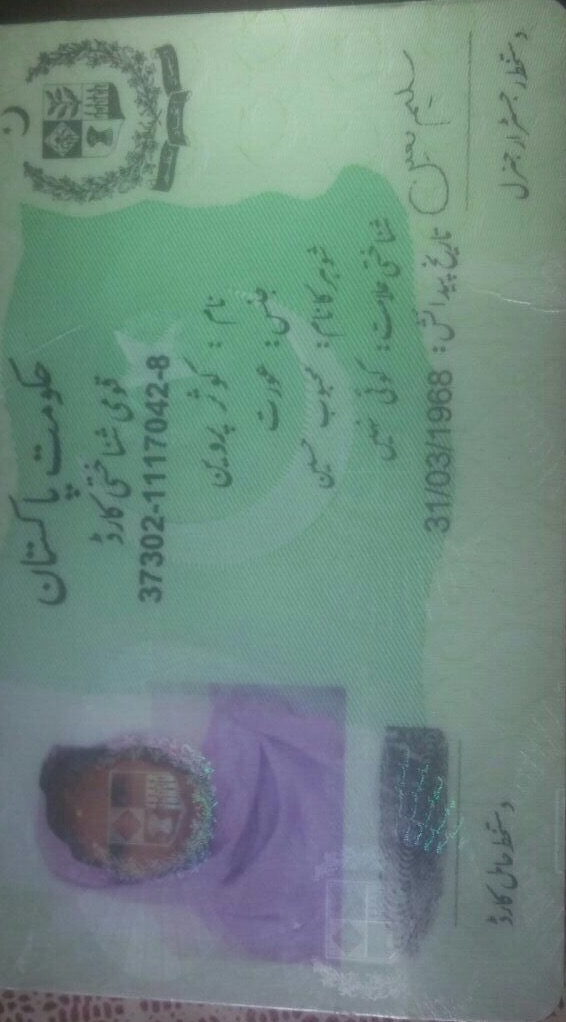 حکومت پاکستان
قومی شناختی کارڈ
37302-1117042-8
نام : کوثر پروین
جنس : عورت
شوہر کا نام : محبوب حسین
شناختی علامت : کوئی نہیں
تاریخ پیدائش : 31/03/1968
دستخط حامل کارڈ
دستخط رجسٹرار جنرل